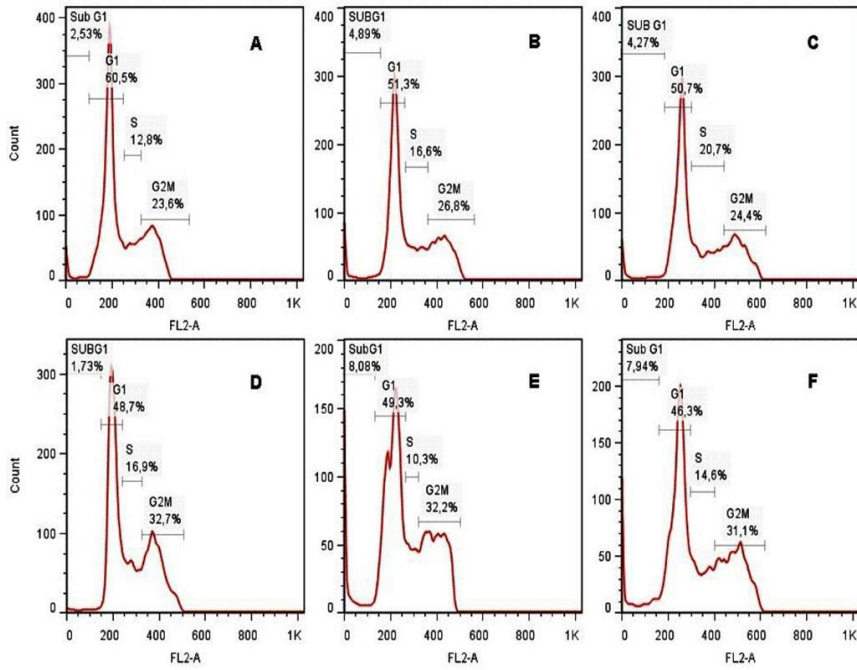 400
300
200
100
0
Count
Sub G1
2,53%
G1
60,5%
S
12,8%
G2M
23,6%
A
0 200 400 600 800 1K
FL2-A
400
300
200
100
0
SUBG1
4,89%
G1
51,3%
S
16,6%
G2M
26,8%
B
0 200 400 600 800 1K
FL2-A
400
300
200
100
0
SUB G1
4,27%
G1
50,7%
S
20,7%
G2M
24,4%
C
0 200 400 600 800 1K
FL2-A
300
200
100
0
Count
SUBG1
1,73%
G1
48,7%
S
16,9%
G2M
32,7%
D
0 200 400 600 800 1K
FL2-A
200
150
100
50
0
SubG1
8,08%
G1
49,3%
S
10,3%
G2M
32,2%
E
0 200 400 600 800 1K
FL2-A
200
150
100
50
0
Sub G1
7,94%
G1
46,3%
S
14,6%
G2M
31,1%
F
0 200 400 600 800 1K
FL2-A